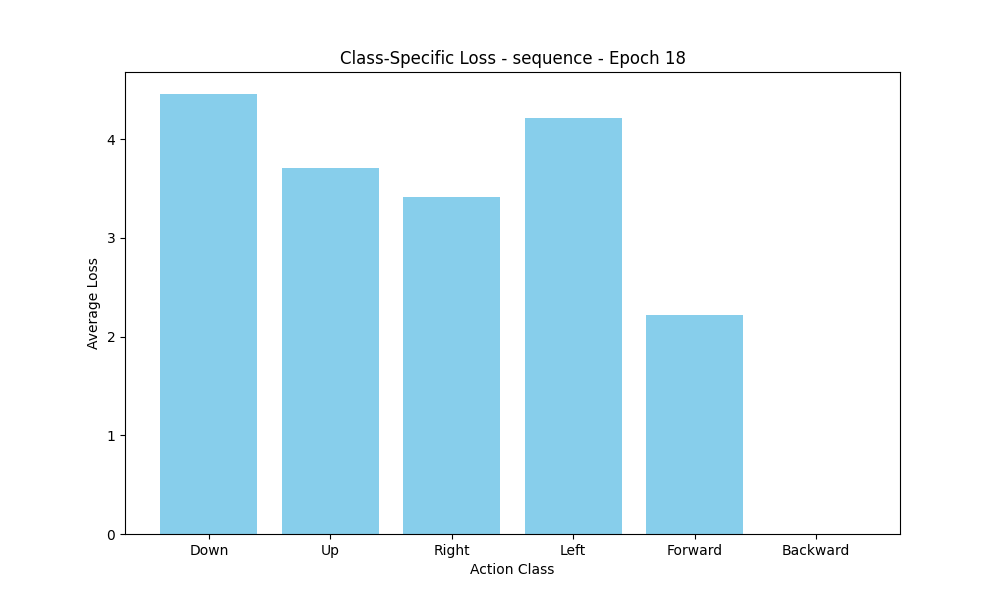 Class-Specific Loss - sequence - Epoch 18
Average Loss
4
3
2
1
0
Down Up Right Left Forward Backward
Action Class